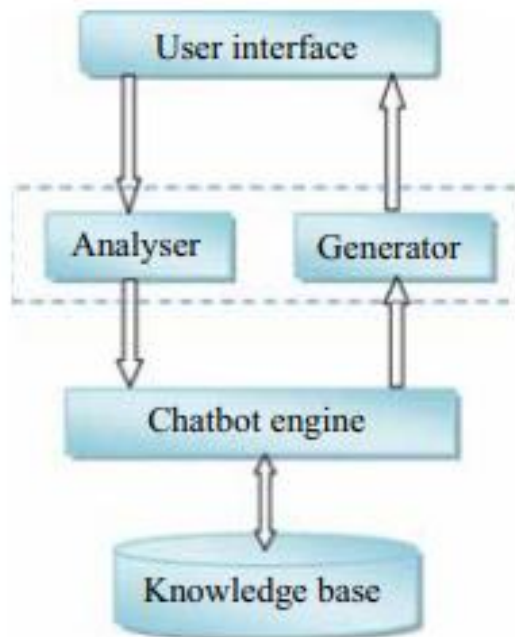 User interface
Analyser
Generator
Chatbot engine
Knowledge base